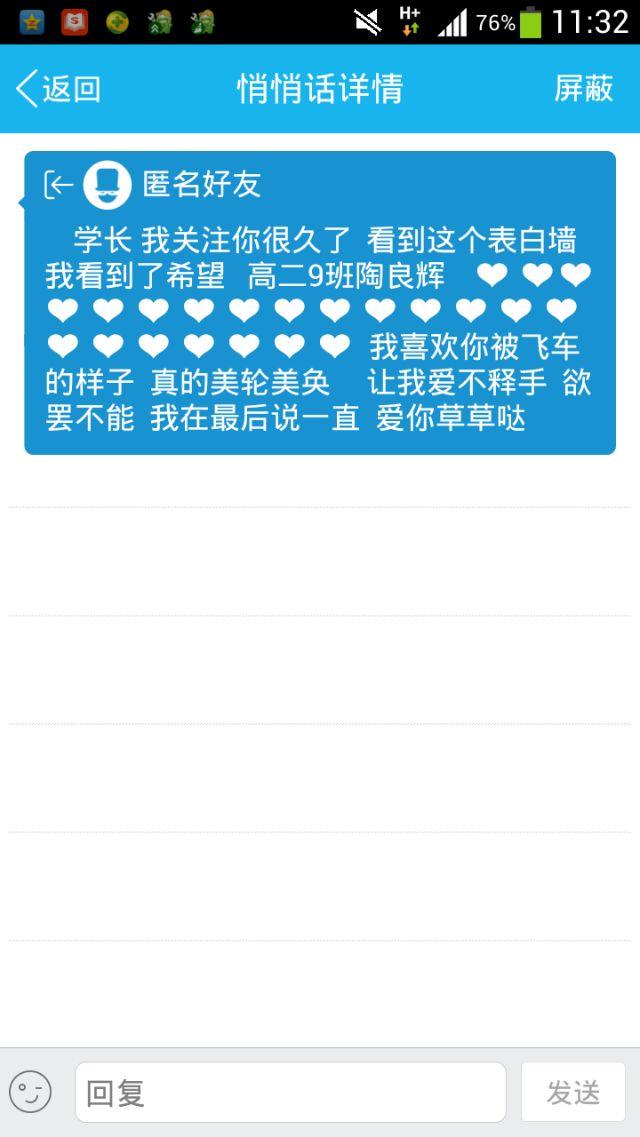 H+ 76% 11:32
返回 悄悄话详情 屏蔽
匿名好友
学长 我关注你很久了 看到这个表白墙
我看到了希望 高二9班陶良辉 ♥ ♥ ♥
♥ ♥ ♥ ♥ ♥ ♥ ♥ ♥ ♥ ♥ ♥ ♥
♥ ♥ ♥ ♥ ♥ ♥ ♥ 我喜欢你被飞车
的样子 真的美轮美奂 让我爱不释手 欲
罢不能 我在最后说一直 爱你草草哒
回复 发送